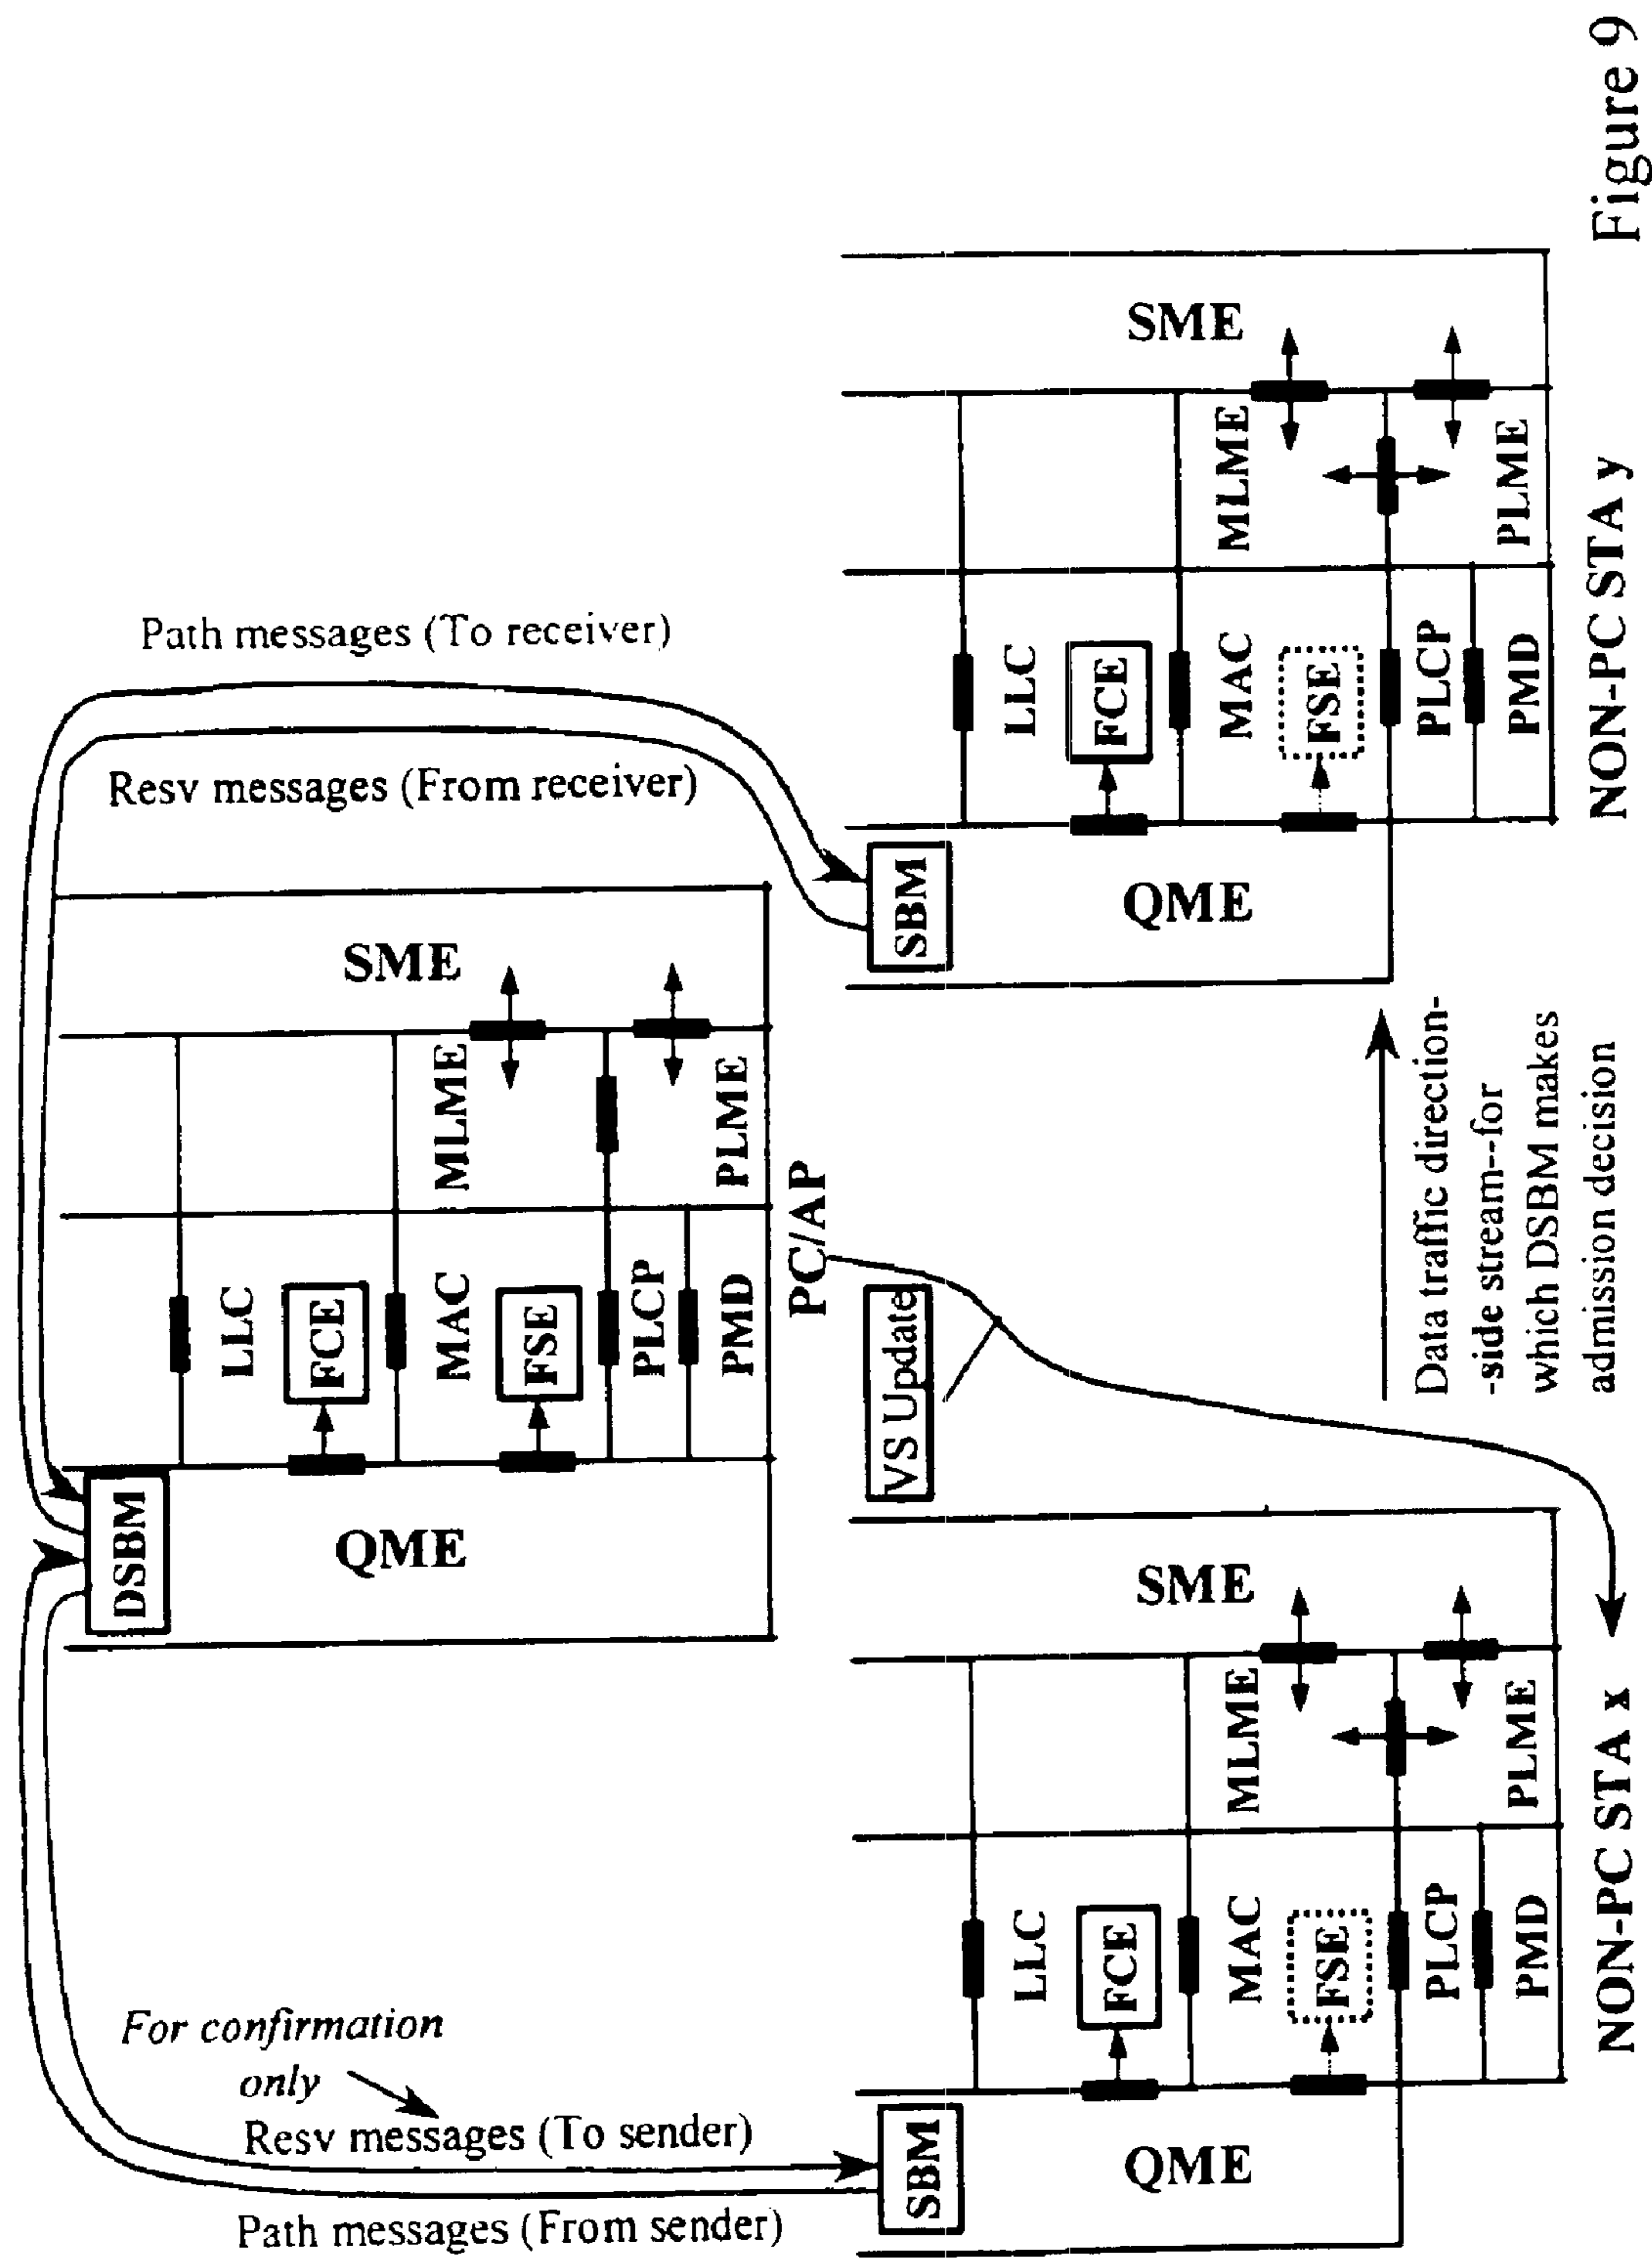 Path messages (To receiver)
Resv messages (From receiver)
For confirmation
only
Resv messages (To sender)
Path messages (From sender)
DSBM
QME
LLC
FCE
MAC
FSE
PLCP
PMD
MLME
PLME
SME
PC/AP
VS Update
SBM
QME
LLC
FCE
MAC
FSE
PLCP
PMD
MLME
PLME
SME
NON-PC STA x
Data traffic direction-
-side stream--for
which DSBM makes
admission decision
SBM
QME
LLC
FCE
MAC
FSE
PLCP
PMD
MLME
PLME
SME
NON-PC STA y
Figure 9